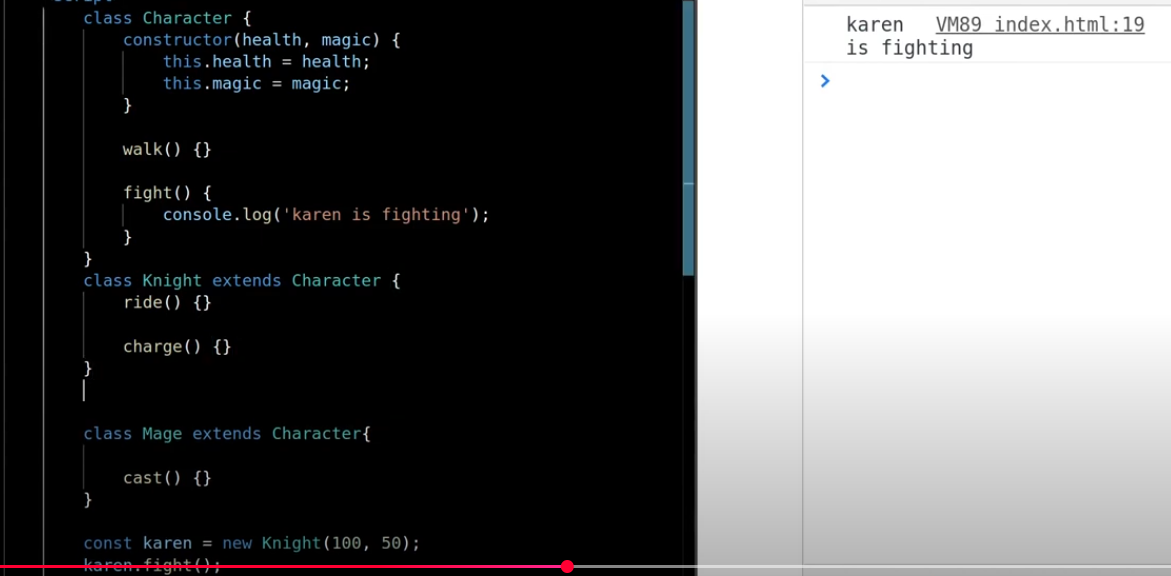 class Character {
constructor(health, magic) {
this.health = health;
this.magic = magic;
}
walk() {}
fight() {
console.log('karen is fighting');
}
}
class Knight extends Character {
ride() {}
charge() {}
}
class Mage extends Character{
cast() {}
}
const karen = new Knight(100, 50);
karen.fight();
karen VM89 index.html:19
is fighting